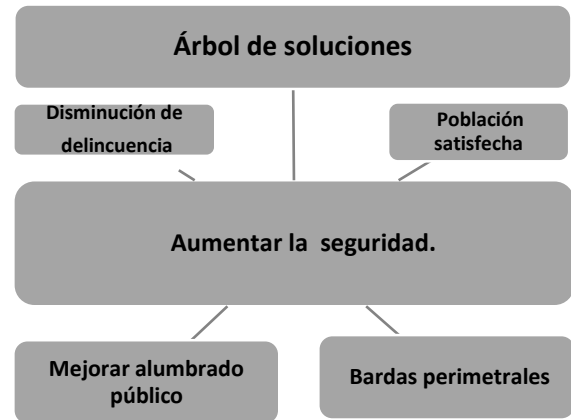 Árbol de soluciones
Disminución de
delincuencia
Población
satisfecha
Aumentar la  seguridad.
Mejorar alumbrado
público
Bardas perimetrales